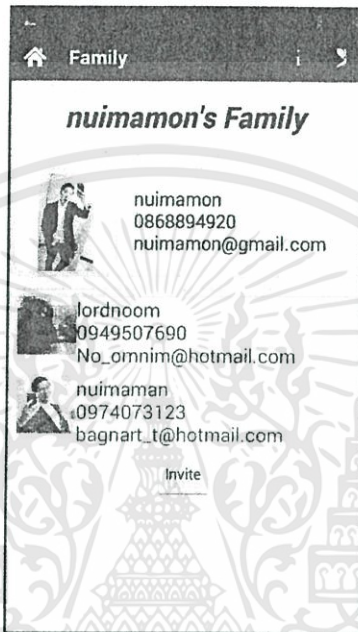 Family
nuimamon's Family
nuimamon
0868894920
nuimamon@gmail.com
lordnoom
0949507690
No_omnim@hotmail.com
nuimaman
0974073123
bagnart_t@hotmail.com
Invite